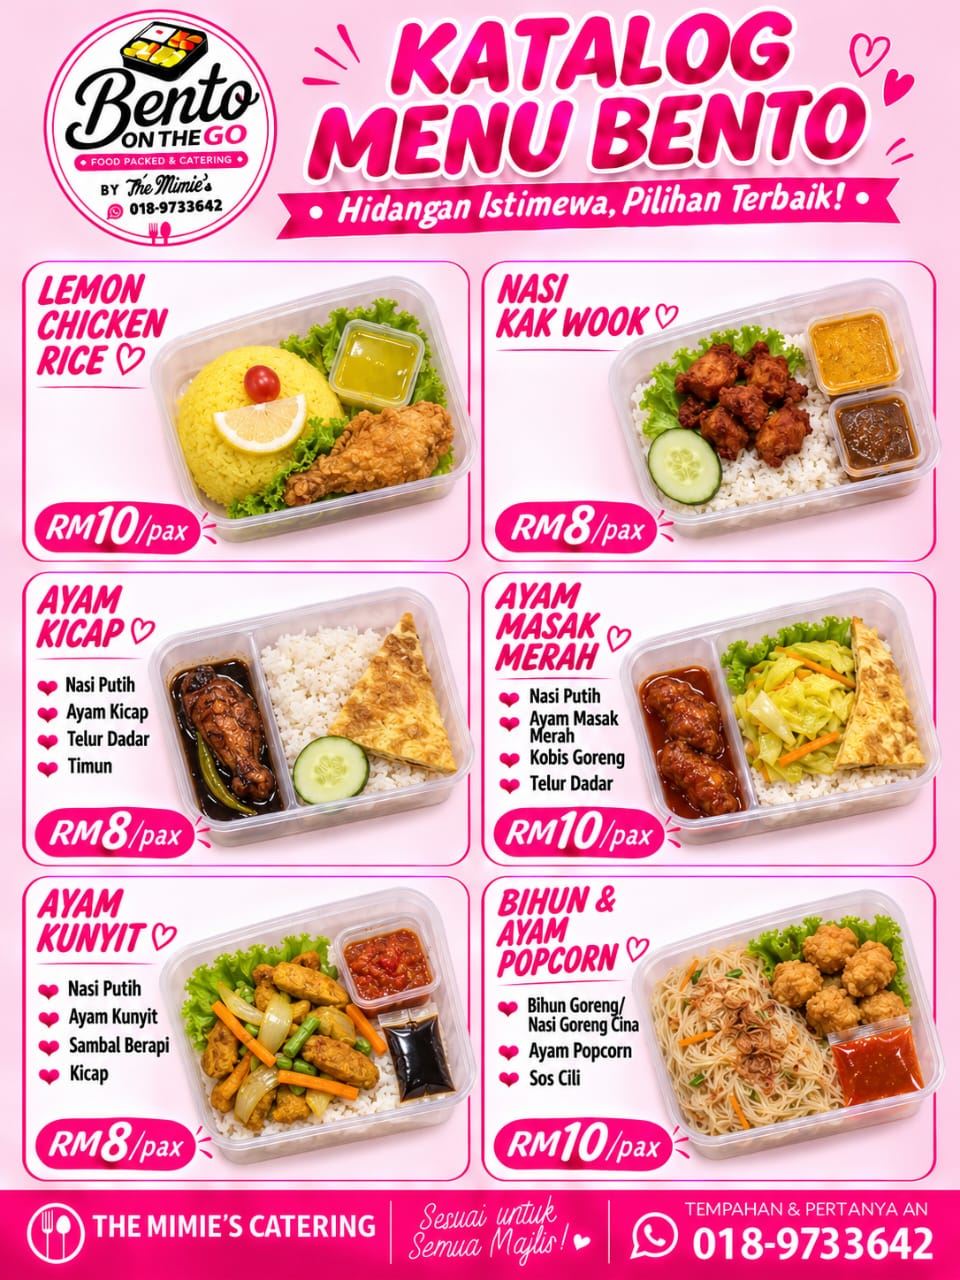 Bento
ON THE GO
• FOOD PACKED & CATERING •
BY The Mimie's
018-9733642
KATALOG
MENU BENTO
• Hidangan Istimewa, Pilihan Terbaik! •
LEMON
CHICKEN
RICE
RM10/pax
NASI
KAK WOOK
RM8/pax
AYAM
KICAP
Nasi Putih
Ayam Kicap
Telur Dadar
Timun
RM8/pax
AYAM
MASAK
MERAH
Nasi Putih
Ayam Masak
Merah
Kobis Goreng
Telur Dadar
RM10/pax
AYAM
KUNYIT
Nasi Putih
Ayam Kunyit
Sambal Berapi
Kicap
RM8/pax
BIHUN &
AYAM
POPCORN
Bihun Goreng/
Nasi Goreng Cina
Ayam Popcorn
Sos Cili
RM10/pax
THE MIMIE'S CATERING
Sesuai untuk
Semua Majlis!
TEMPAHAN & PERTANYA AN
018-9733642